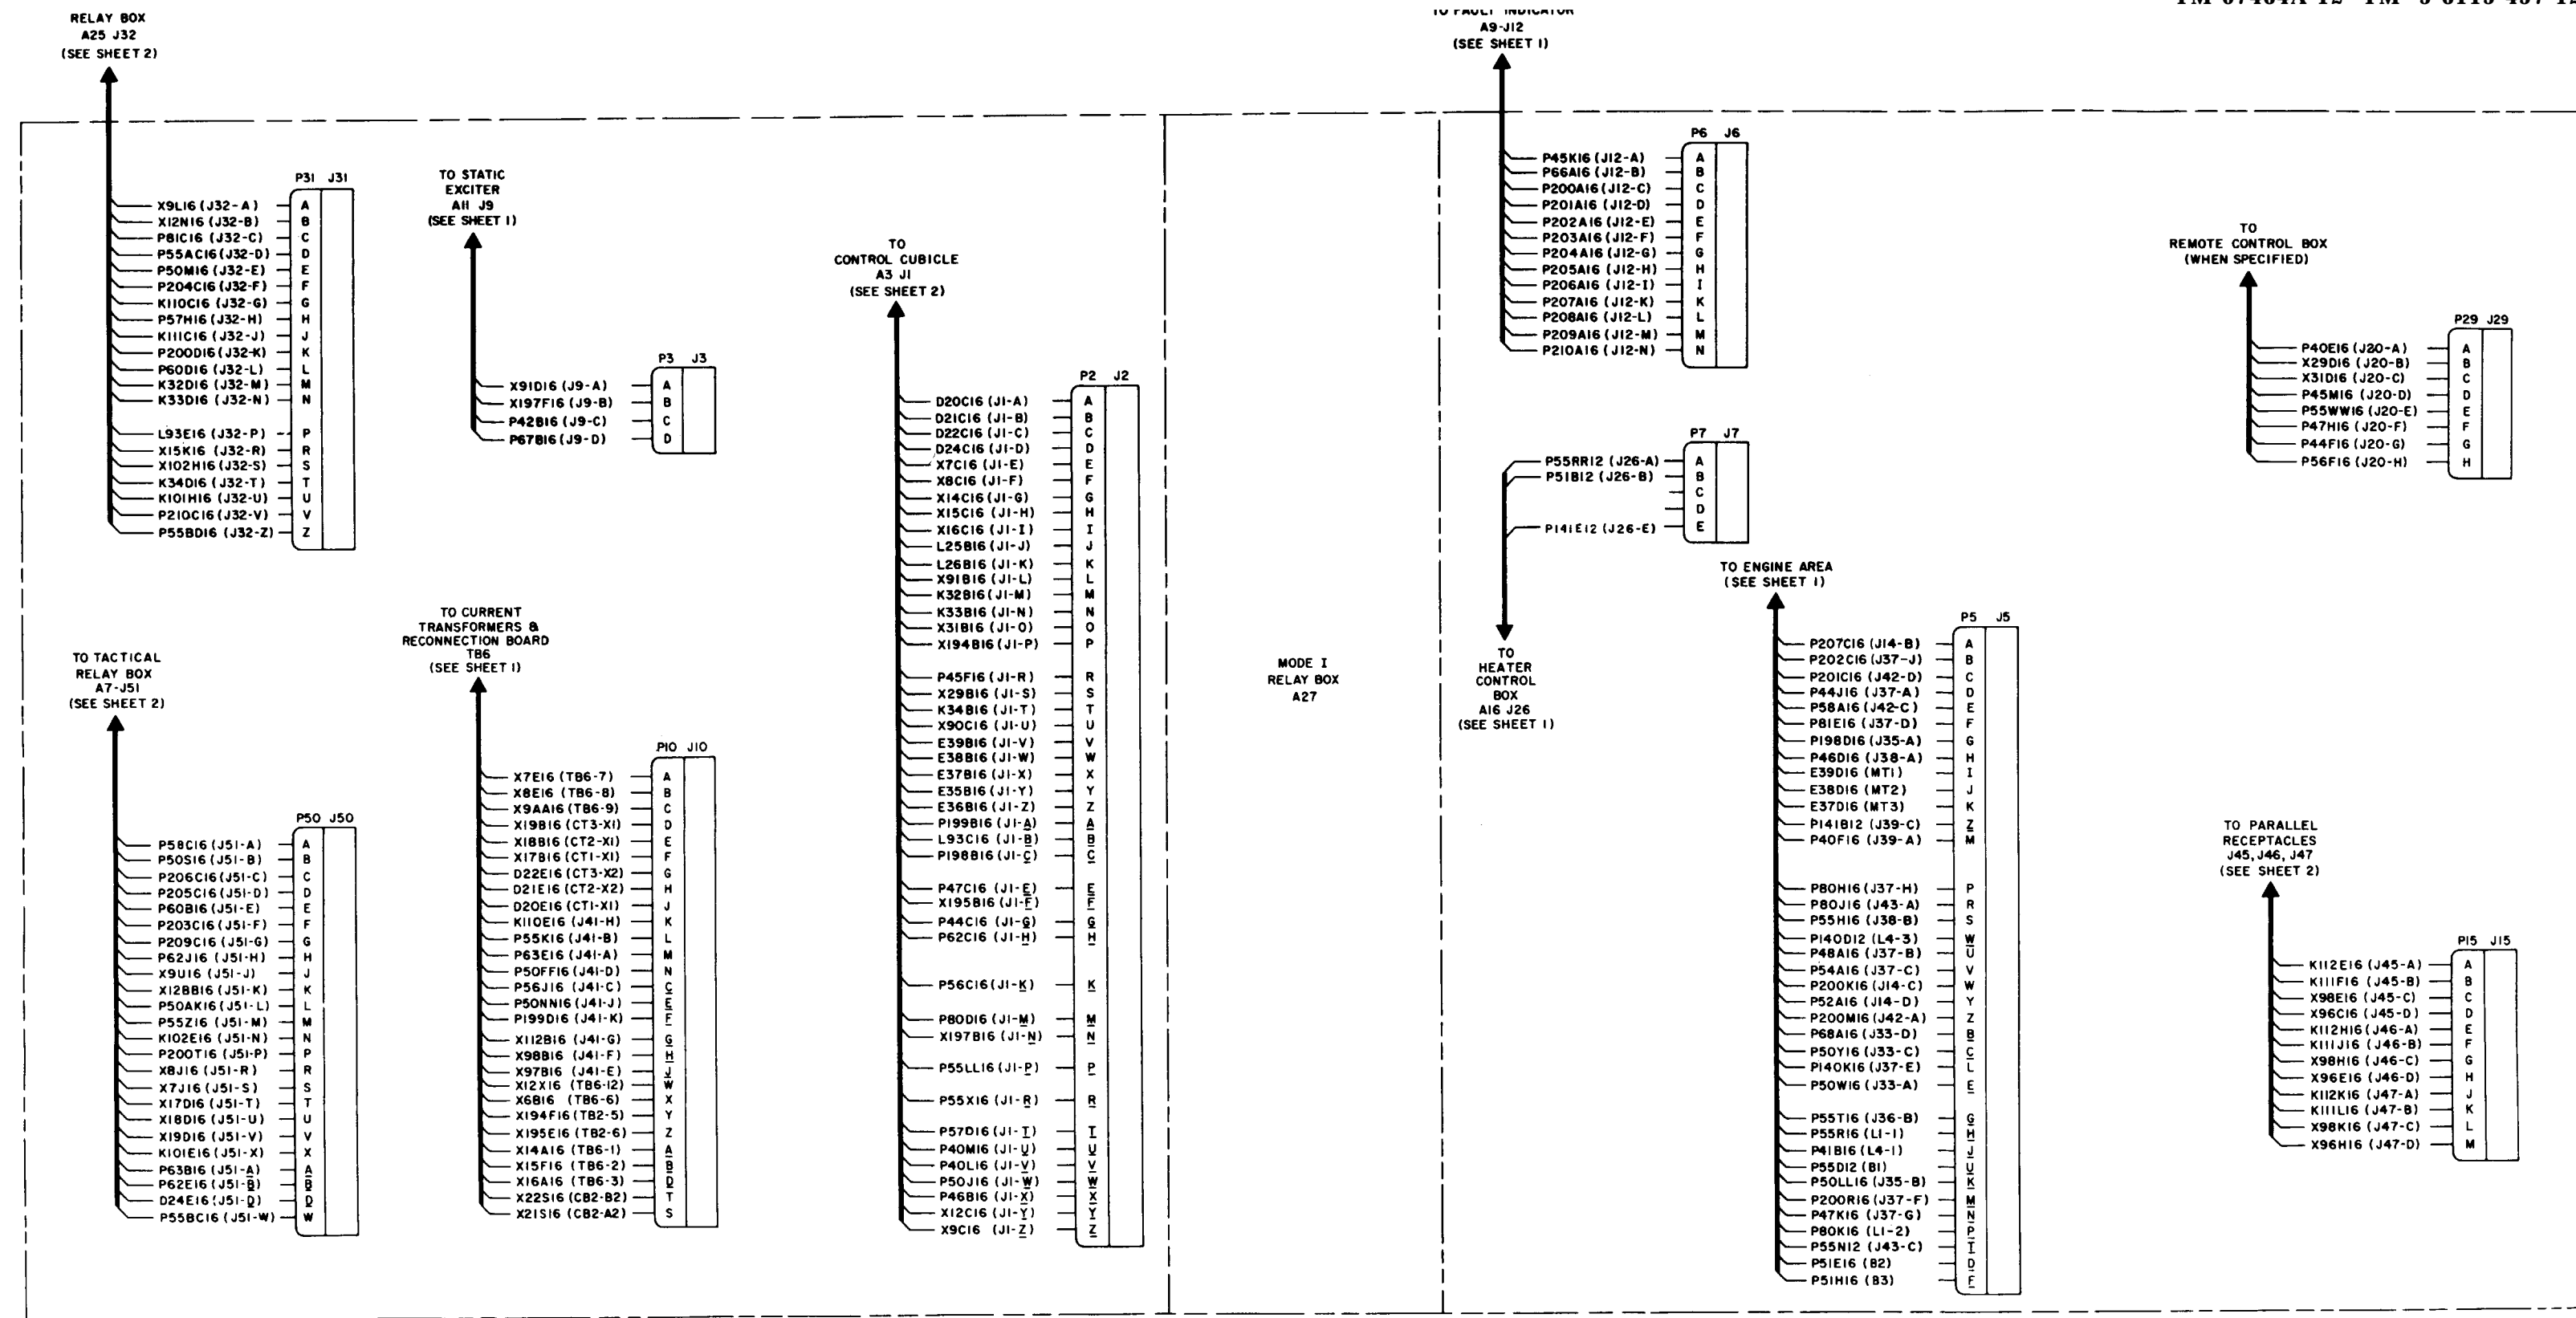 RELAY BOX
A25 J32
(SEE SHEET 2)
P31 J31
X9L16 (J32-A) A
X12N16 (J32-B) B
P81C16 (J32-C) C
P55AC16 (J32-D) D
P50M16 (J32-E) E
P204C16 (J32-F) F
K110C16 (J32-G) G
P57H16 (J32-H) H
K111C16 (J32-J) J
P200D16 (J32-K) K
P60D16 (J32-L) L
K32D16 (J32-M) M
K33D16 (J32-N) N
L93E16 (J32-P) P
X15K16 (J32-R) R
X102H16 (J32-S) S
K34D16 (J32-T) T
K101H16 (J32-U) U
P210C16 (J32-V) V
P55BD16 (J32-Z) Z
TO TACTICAL
RELAY BOX
A7-J51
(SEE SHEET 2)
P50 J50
P58C16 (J51-A) A
P50S16 (J51-B) B
P206C16 (J51-C) C
P205C16 (J51-D) D
P60B16 (J51-E) E
P203C16 (J51-F) F
P209C16 (J51-G) G
P62J16 (J51-H) H
X9U16 (J51-J) J
X12BB16 (J51-K) K
P50AK16 (J51-L) L
P55Z16 (J51-M) M
K102E16 (J51-N) N
P200T16 (J51-P) P
X8J16 (J51-R) R
X7J16 (J51-S) S
X17D16 (J51-T) T
X18D16 (J51-U) U
X19D16 (J51-V) V
K101E16 (J51-X) X
P63B16 (J51-A) A
P62E16 (J51-B) B
D24E16 (J51-D) D
P55BC16 (J51-W) W
TO STATIC
EXCITER
A11 J9
(SEE SHEET 1)
P3 J3
X91D16 (J9-A) A
X197F16 (J9-B) B
P42B16 (J9-C) C
P67B16 (J9-D) D
TO CURRENT
TRANSFORMERS &
RECONNECTION BOARD
TB6
(SEE SHEET 1)
P10 J10
X7E16 (TB6-7) A
X8E16 (TB6-8) B
X9AA16 (TB6-9) C
X19B16 (CT3-X1) D
X18B16 (CT2-X1) E
X17B16 (CT1-X1) F
D22E16 (CT3-X2) G
D21E16 (CT2-X2) H
D20E16 (CT1-X1) J
K110E16 (J41-H) K
P55K16 (J41-B) L
P63E16 (J41-A) M
P50FF16 (J41-D) N
P56J16 (J41-C) C
P50NN16 (J41-J) E
P199D16 (J41-K) F
X112B16 (J41-G) G
X98B16 (J41-F) H
X97B16 (J41-E) J
X12X16 (TB6-12) W
X6B16 (TB6-6) X
X194F16 (TB2-5) Y
X195E16 (TB2-6) Z
X14A16 (TB6-1) A
X15F16 (TB6-2) B
X16A16 (TB6-3) D
X22S16 (CB2-B2) T
X21S16 (CB2-A2) S
TO
CONTROL CUBICLE
A3 J1
(SEE SHEET 2)
P2 J2
D20C16 (J1-A) A
D21C16 (J1-B) B
D22C16 (J1-C) C
D24C16 (J1-D) D
X7C16 (J1-E) E
X8C16 (J1-F) F
X14C16 (J1-G) G
X15C16 (J1-H) H
X16C16 (J1-I) I
L25B16 (J1-J) J
L26B16 (J1-K) K
X91B16 (J1-L) L
K32B16 (J1-M) M
K33B16 (J1-N) N
X31B16 (J1-O) O
X194B16 (J1-P) P
P45F16 (J1-R) R
X29B16 (J1-S) S
K34B16 (J1-T) T
X90C16 (J1-U) U
E39B16 (J1-V) V
E38B16 (J1-W) W
E37B16 (J1-X) X
E35B16 (J1-Y) Y
E36B16 (J1-Z) Z
P199B16 (J1-A) A
L93C16 (J1-B) B
P198B16 (J1-C) C
P47C16 (J1-E) E
X195B16 (J1-F) F
P44C16 (J1-G) G
P62C16 (J1-H) H
P56C16 (J1-K) K
P80D16 (J1-M) M
X197B16 (J1-N) N
P55LL16 (J1-P) P
P55X16 (J1-R) R
P57D16 (J1-T) T
P40M16 (J1-U) U
P40L16 (J1-V) V
P50J16 (J1-W) W
P46B16 (J1-X) X
X12C16 (J1-Y) Y
X9C16 (J1-Z) Z
MODE I
RELAY BOX
A27
TO FAULT INDICATOR
A9-J12
(SEE SHEET 1)
P6 J6
P45K16 (J12-A) A
P66A16 (J12-B) B
P200A16 (J12-C) C
P201A16 (J12-D) D
P202A16 (J12-E) E
P203A16 (J12-F) F
P204A16 (J12-G) G
P205A16 (J12-H) H
P206A16 (J12-I) I
P207A16 (J12-K) K
P208A16 (J12-L) L
P209A16 (J12-M) M
P210A16 (J12-N) N
P7 J7
P55RR12 (J26-A) A
P51B12 (J26-B) B
C
D
P141E12 (J26-E) E
TO
HEATER
CONTROL
BOX
A16 J26
(SEE SHEET 1)
TO ENGINE AREA
(SEE SHEET 1)
P5 J5
P207C16 (J14-B) A
P202C16 (J37-J) B
P201C16 (J42-D) C
P44J16 (J37-A) D
P58A16 (J42-C) E
P81E16 (J37-D) F
P198D16 (J35-A) G
P46D16 (J38-A) H
E39D16 (MT1) I
E38D16 (MT2) J
E37D16 (MT3) K
P141B12 (J39-C) Z
P40F16 (J39-A) M
P80H16 (J37-H) P
P80J16 (J43-A) R
P55H16 (J38-B) S
P140D12 (L4-3) W
P48A16 (J37-B) U
P54A16 (J37-C) V
P200K16 (J14-C) W
P52A16 (J14-D) Y
P200M16 (J42-A) Z
P68A16 (J33-D) B
P50Y16 (J33-C) C
P140K16 (J37-E) L
P50W16 (J33-A) E
P55T16 (J36-B) G
P55R16 (L1-1) H
P41B16 (L4-1) J
P55D12 (B1) U
P50LL16 (J35-B) K
P200R16 (J37-F) M
P47K16 (J37-G) N
P80K16 (L1-2) P
P55N12 (J43-C) T
P51E16 (B2) D
P51H16 (B3) F
TO
REMOTE CONTROL BOX
(WHEN SPECIFIED)
P29 J29
P40E16 (J20-A) A
X29D16 (J20-B) B
X31D16 (J20-C) C
P45M16 (J20-D) D
P55WW16 (J20-E) E
P47H16 (J20-F) F
P44F16 (J20-G) G
P56F16 (J20-H) H
TO PARALLEL
RECEPTACLES
J45, J46, J47
(SEE SHEET 2)
P15 J15
K112E16 (J45-A) A
K111F16 (J45-B) B
X98E16 (J45-C) C
X96C16 (J45-D) D
K112H16 (J46-A) E
K111J16 (J46-B) F
X98H16 (J46-C) G
X96E16 (J46-D) H
K112K16 (J47-A) J
K111L16 (J47-B) K
X98K16 (J47-C) L
X96H16 (J47-D) M